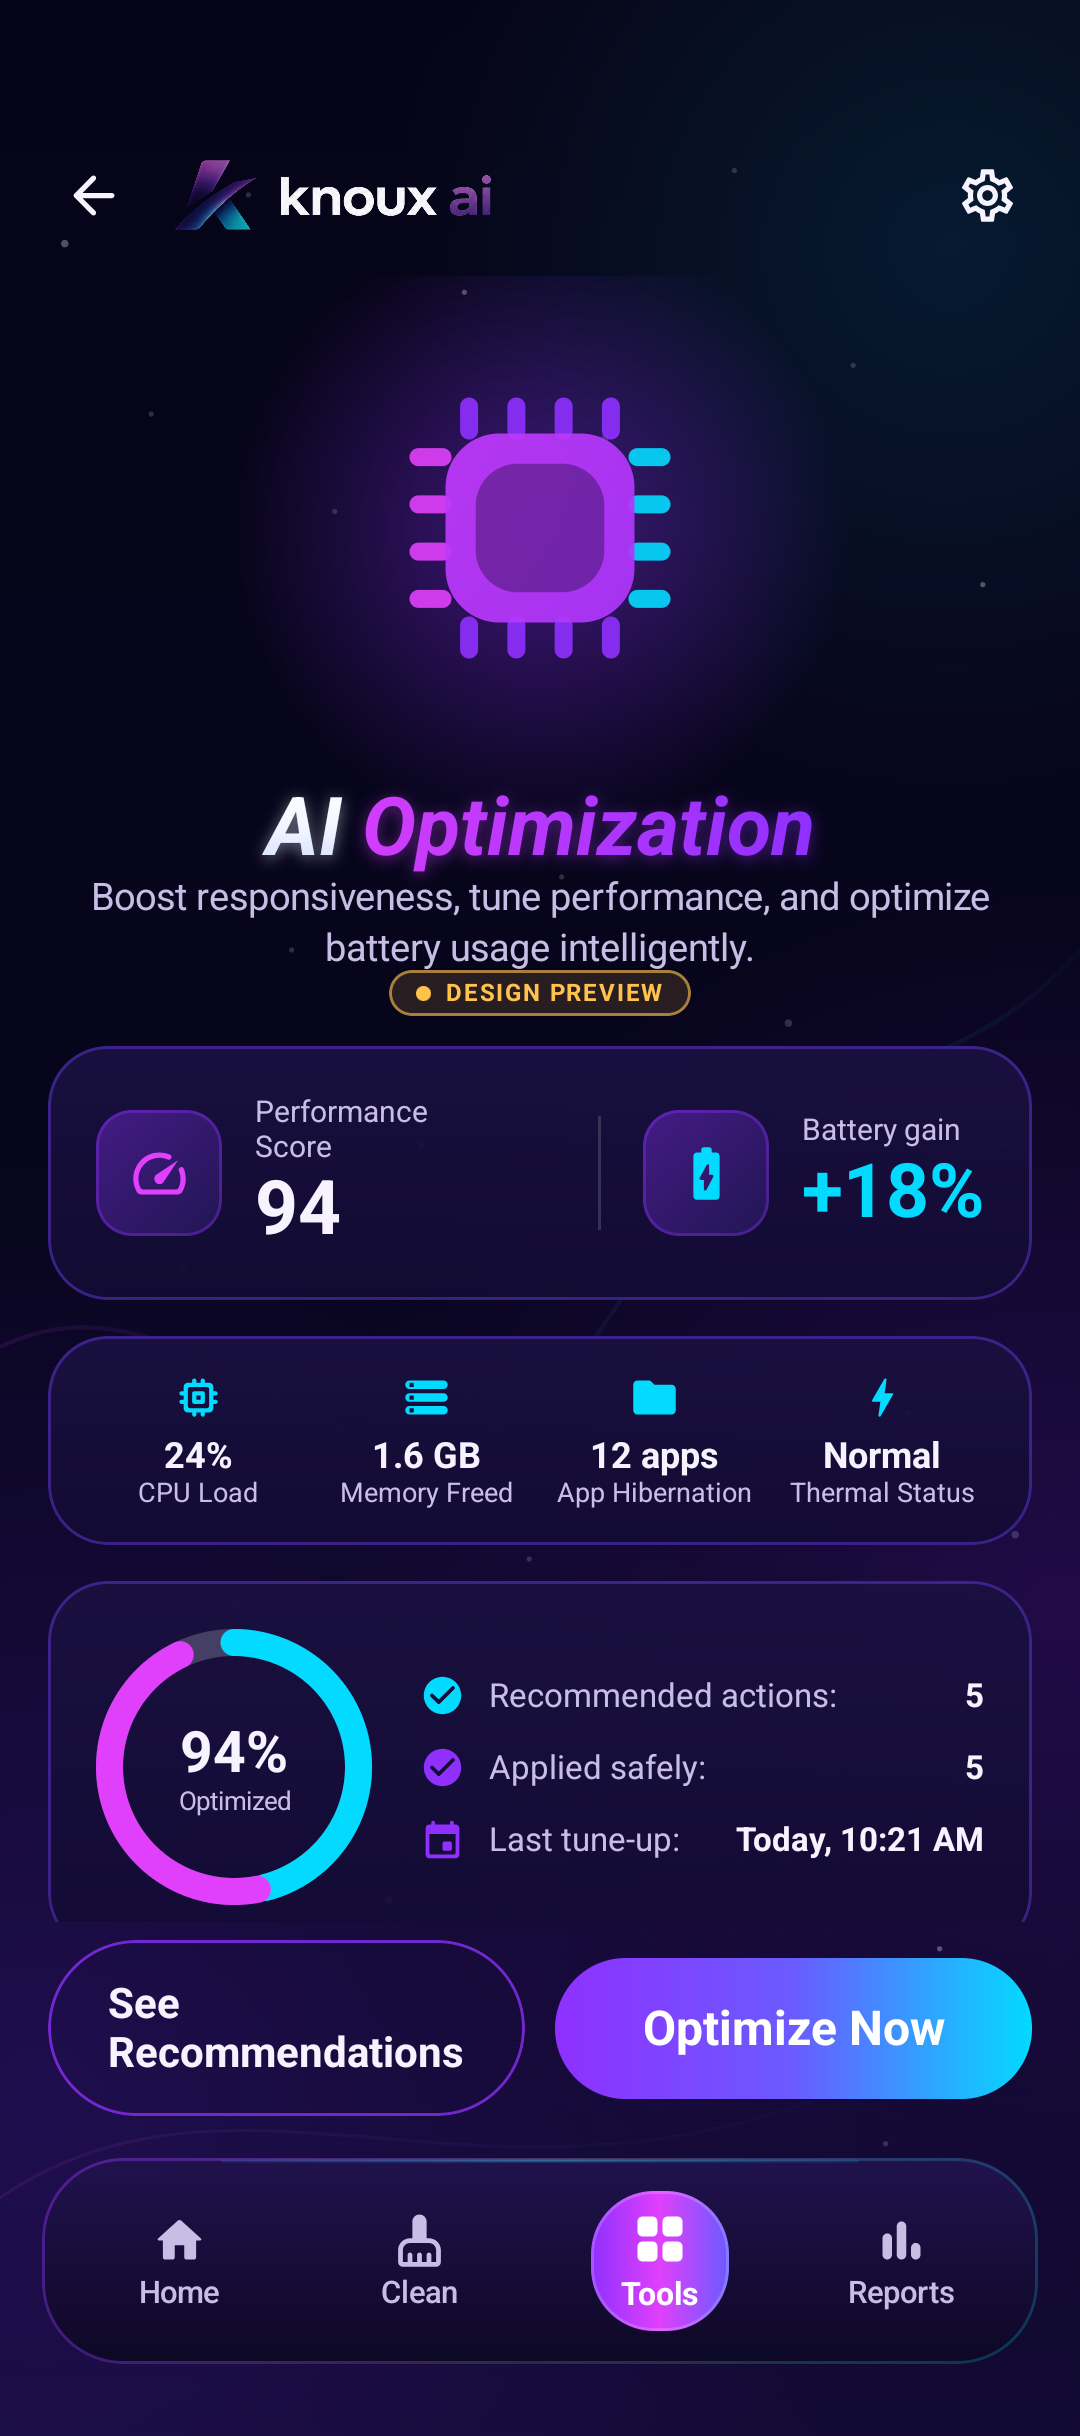 knoux ai
AI Optimization
Boost responsiveness, tune performance, and optimize
battery usage intelligently.
DESIGN PREVIEW
Performance
Score
94
Battery gain
+18%
24%
CPU Load
1.6 GB
Memory Freed
12 apps
App Hibernation
Normal
Thermal Status
94%
Optimized
Recommended actions: 5
Applied safely: 5
Last tune-up: Today, 10:21 AM
See
Recommendations
Optimize Now
Home
Clean
Tools
Reports